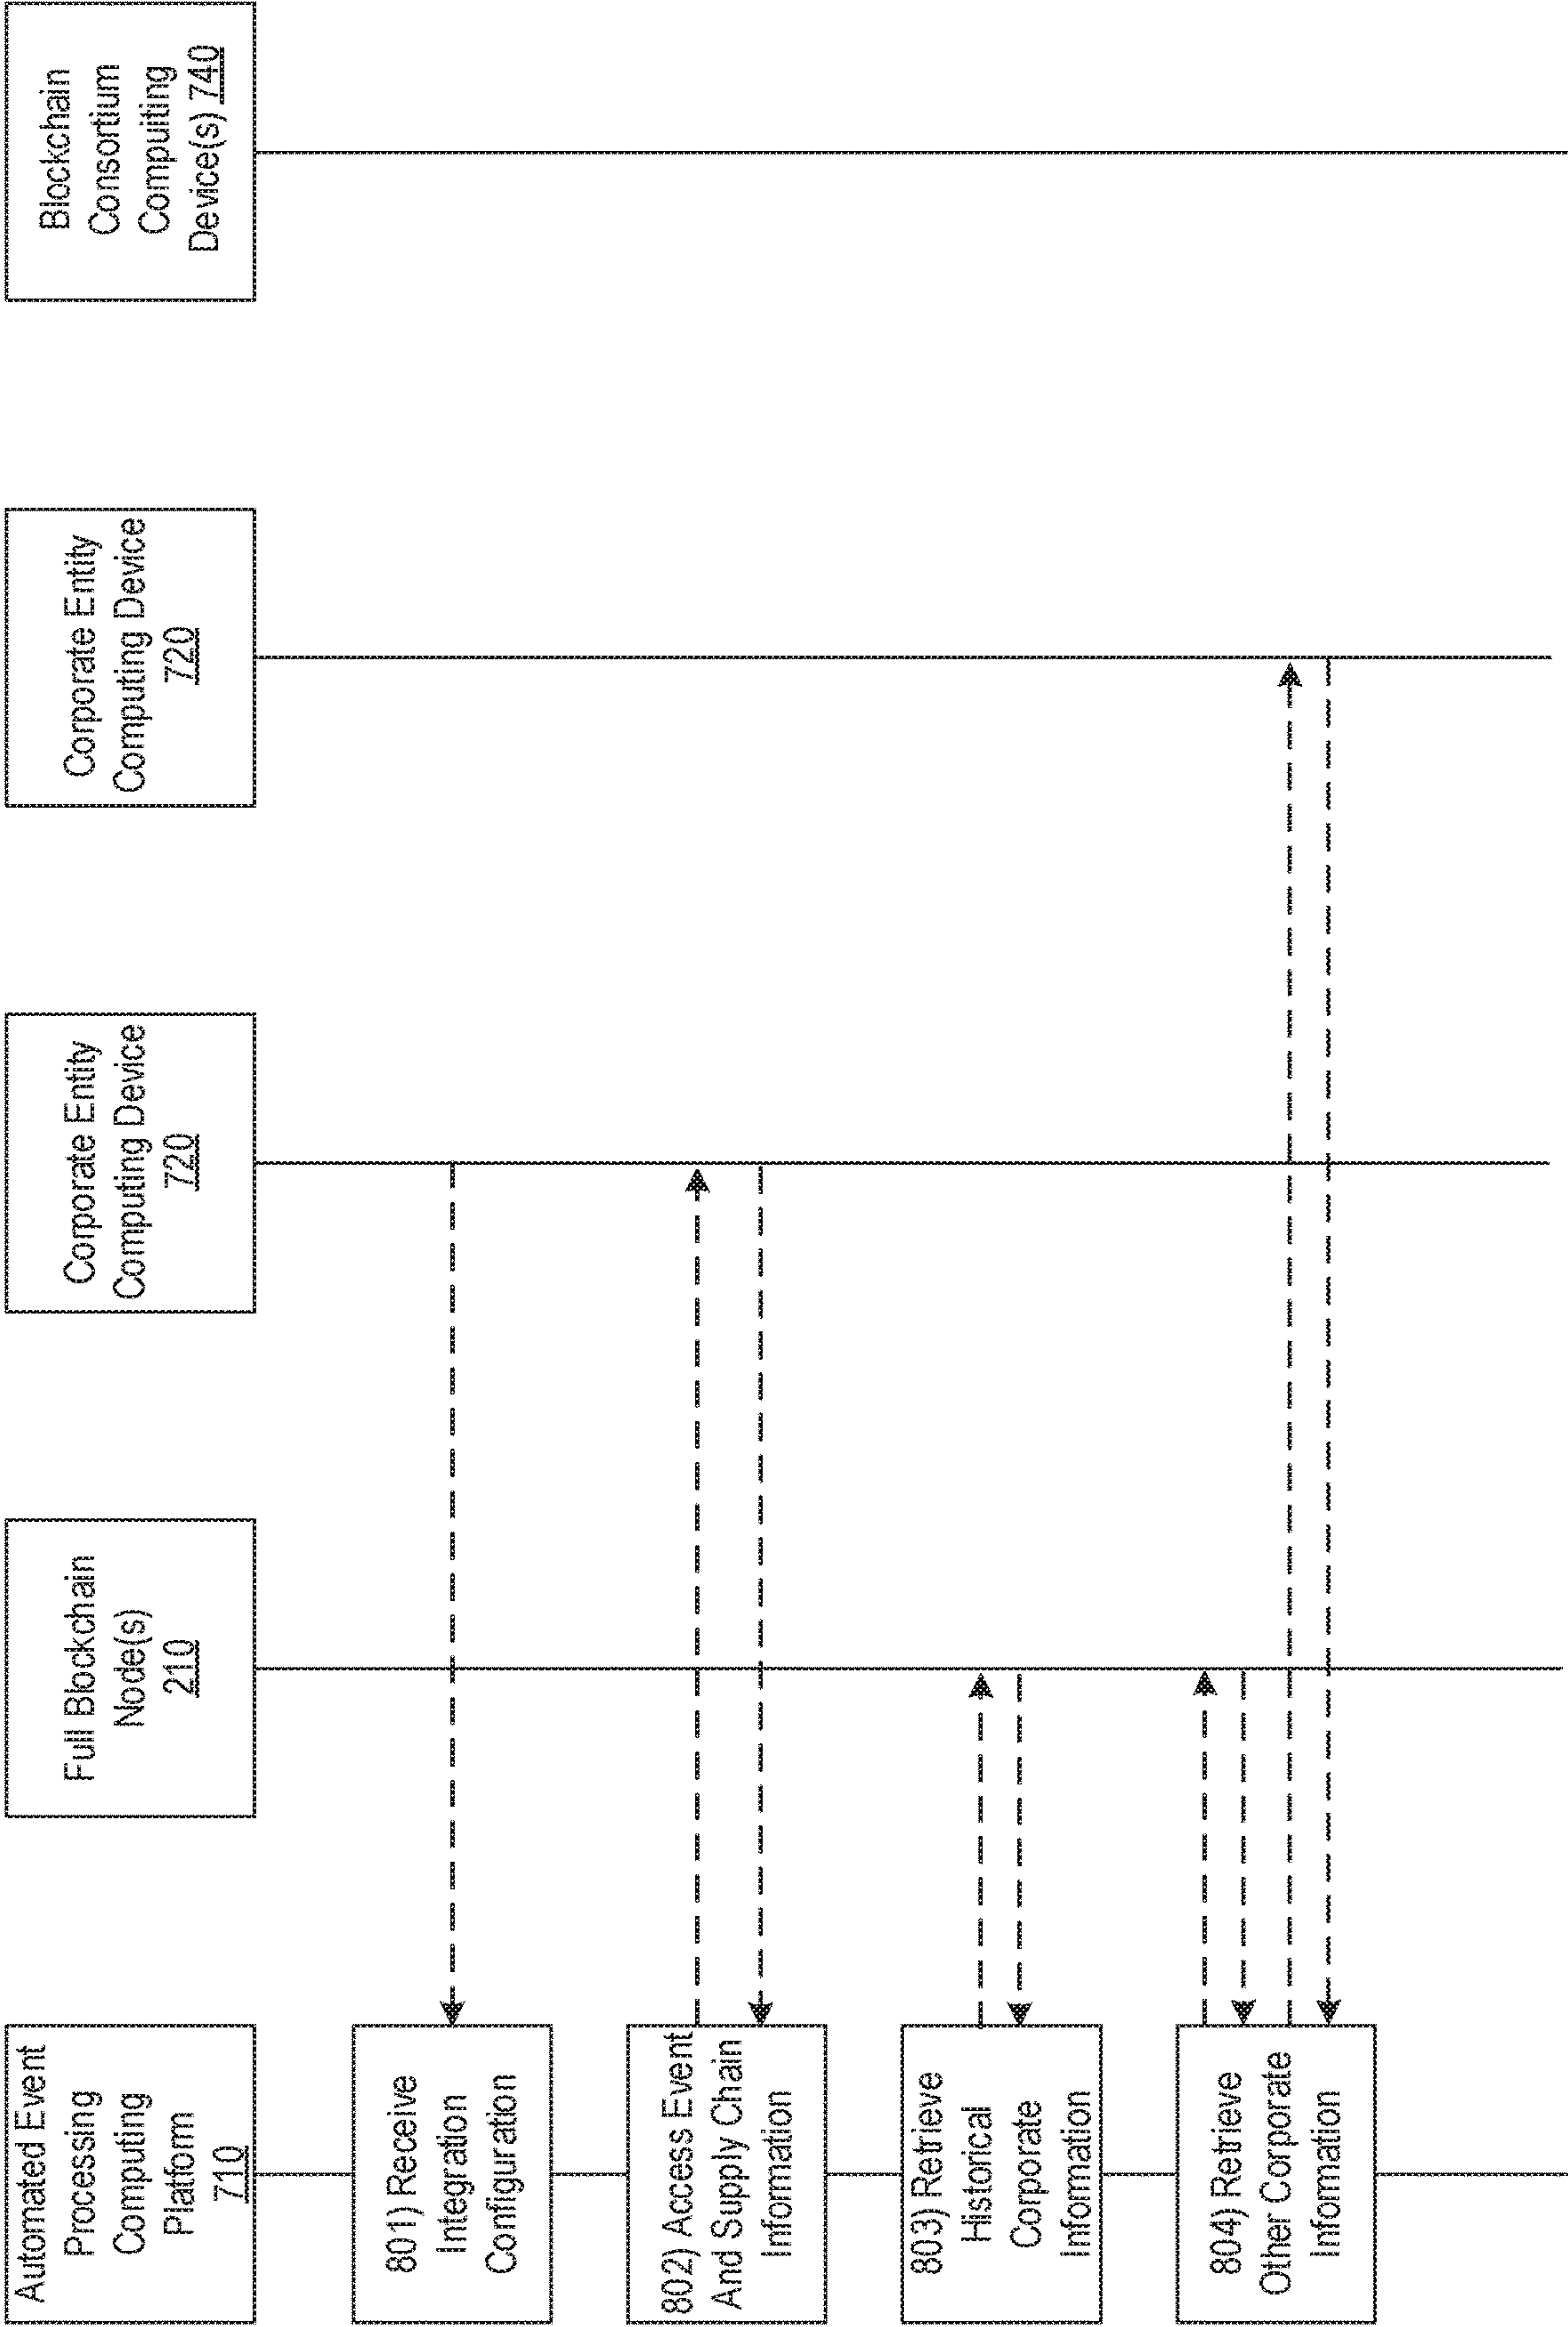 Automated Event
Processing
Computing
Platform
710
Full Blockchain
Node(s)
210
Corporate Entity
Computing Device
720
Corporate Entity
Computing Device
720
Blockchain
Consortium
Compuiting
Device(s) 740
801) Receive
Integration
Configuration
802) Access Event
And Supply Chain
Information
803) Retrieve
Historical
Corporate
Information
804) Retrieve
Other Corporate
Information